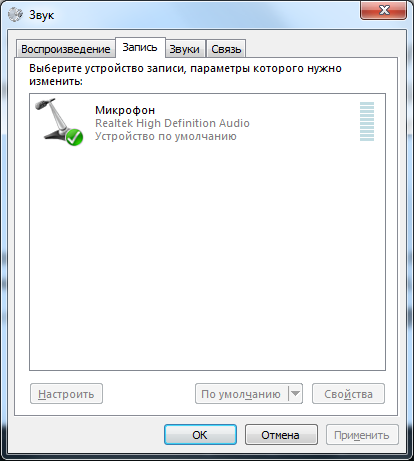 Звук
Воспроизведение Запись Звуки Связь
Выберите устройство записи, параметры которого нужно
изменить:
Микрофон
Realtek High Definition Audio
Устройство по умолчанию
Настроить По умолчанию Свойства
ОК Отмена Применить